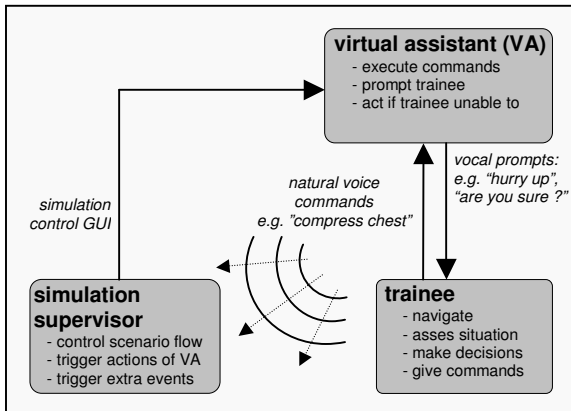 virtual assistant (VA)
- execute commands
- prompt trainee
- act if trainee unable to
simulation
control GUI
natural voice
commands
e.g. "compress chest"
vocal prompts:
e.g. "hurry up",
"are you sure ?"
simulation
supervisor
- control scenario flow
- trigger actions of VA
- trigger extra events
trainee
- navigate
- asses situation
- make decisions
- give commands